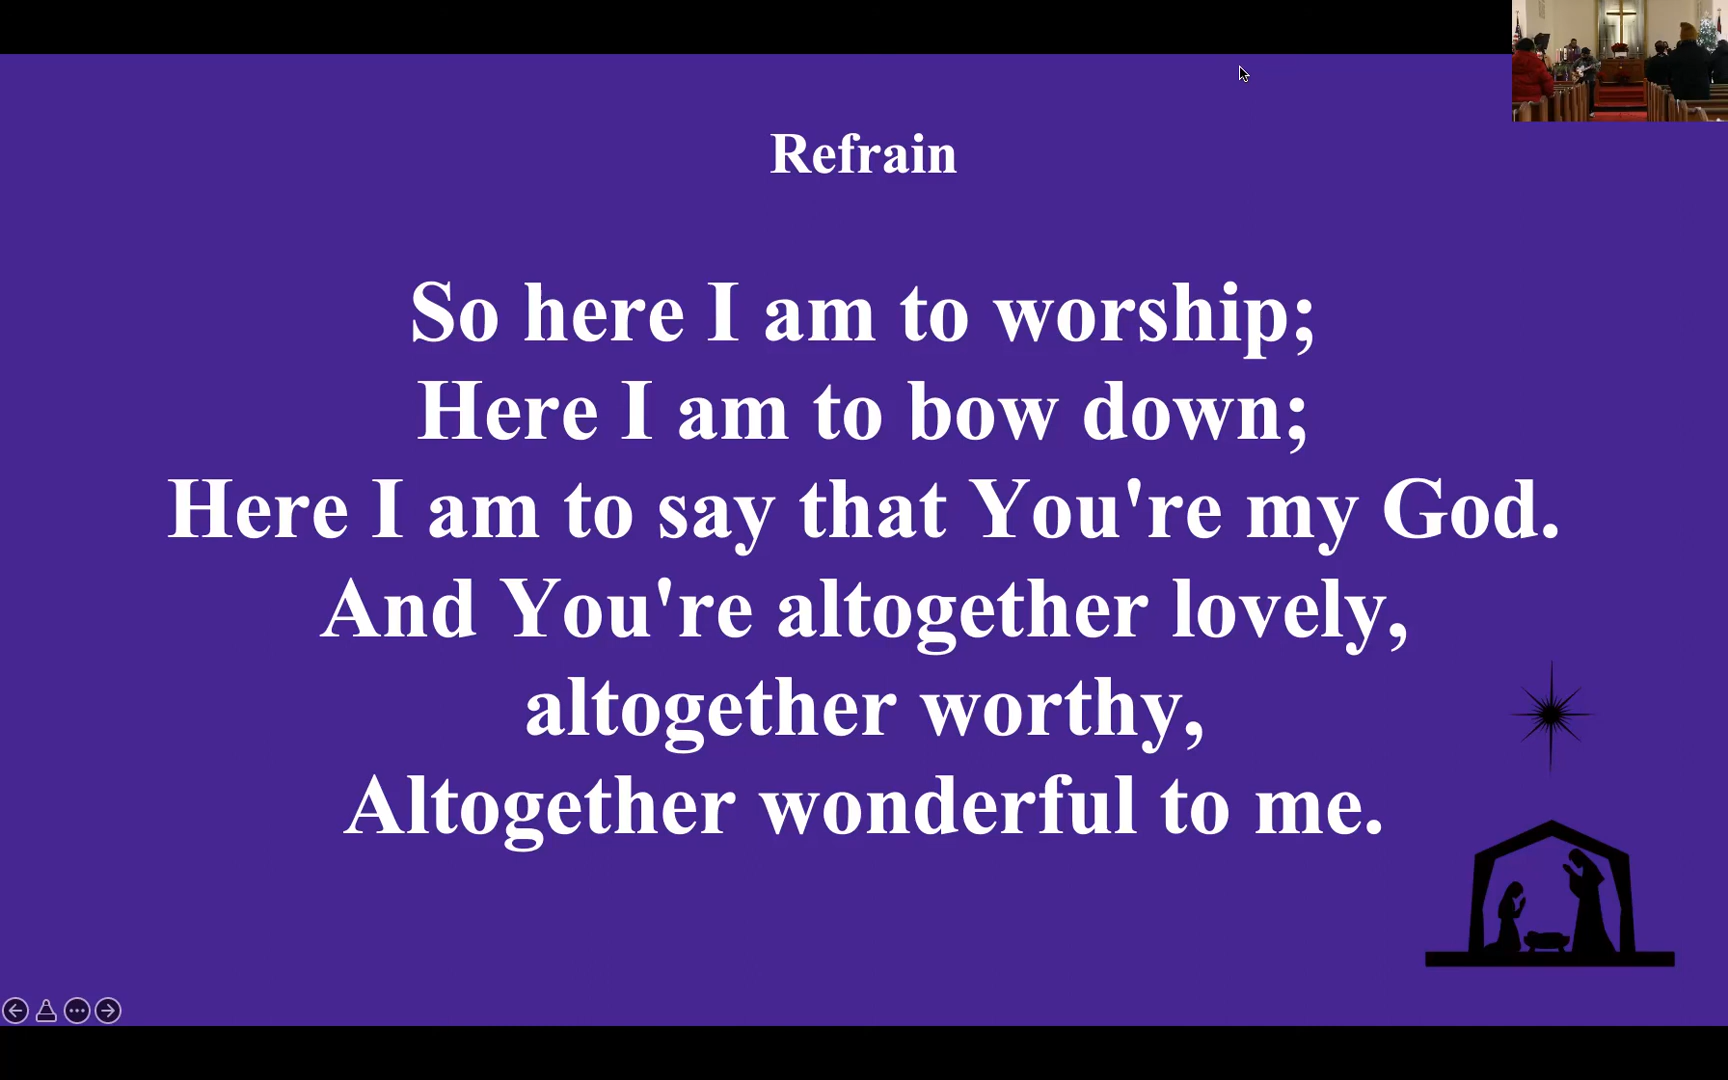 Refrain
So here I am to worship;
Here I am to bow down;
Here I am to say that You're my God.
And You're altogether lovely,
altogether worthy,
Altogether wonderful to me.